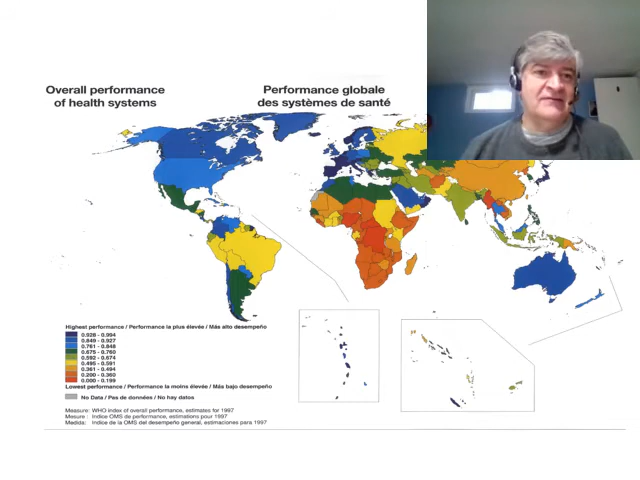 Overall performance
of health systems
Performance globale
des systèmes de santé
Highest performance / Performance la plus élevée / Más alto desempeño
0.928 - 0.994
0.849 - 0.927
0.761 - 0.848
0.675 - 0.760
0.592 - 0.674
0.495 - 0.591
0.361 - 0.494
0.200 - 0.360
0.000 - 0.199
Lowest performance / Performance la moins élevée / Más bajo desempeño
No Data / Pas de données / No hay datos
Measure: WHO index of overall performance, estimates for 1997
Mesure : Indice OMS de performance, estimations pour 1997
Medida: Indice de la OMS del desempeño general, estimaciones para 1997